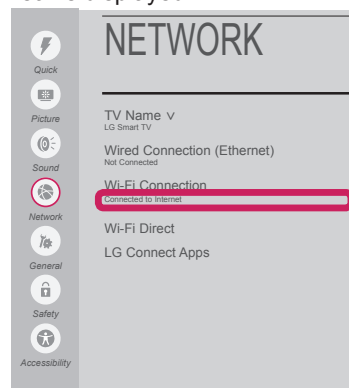 NETWORK
Quick
Picture
Sound
Network
General
Safety
Accessibility
TV Name ∨
LG Smart TV
Wired Connection (Ethernet)
Not Connected
Wi-Fi Connection
Connected to Internet
Wi-Fi Direct
LG Connect Apps